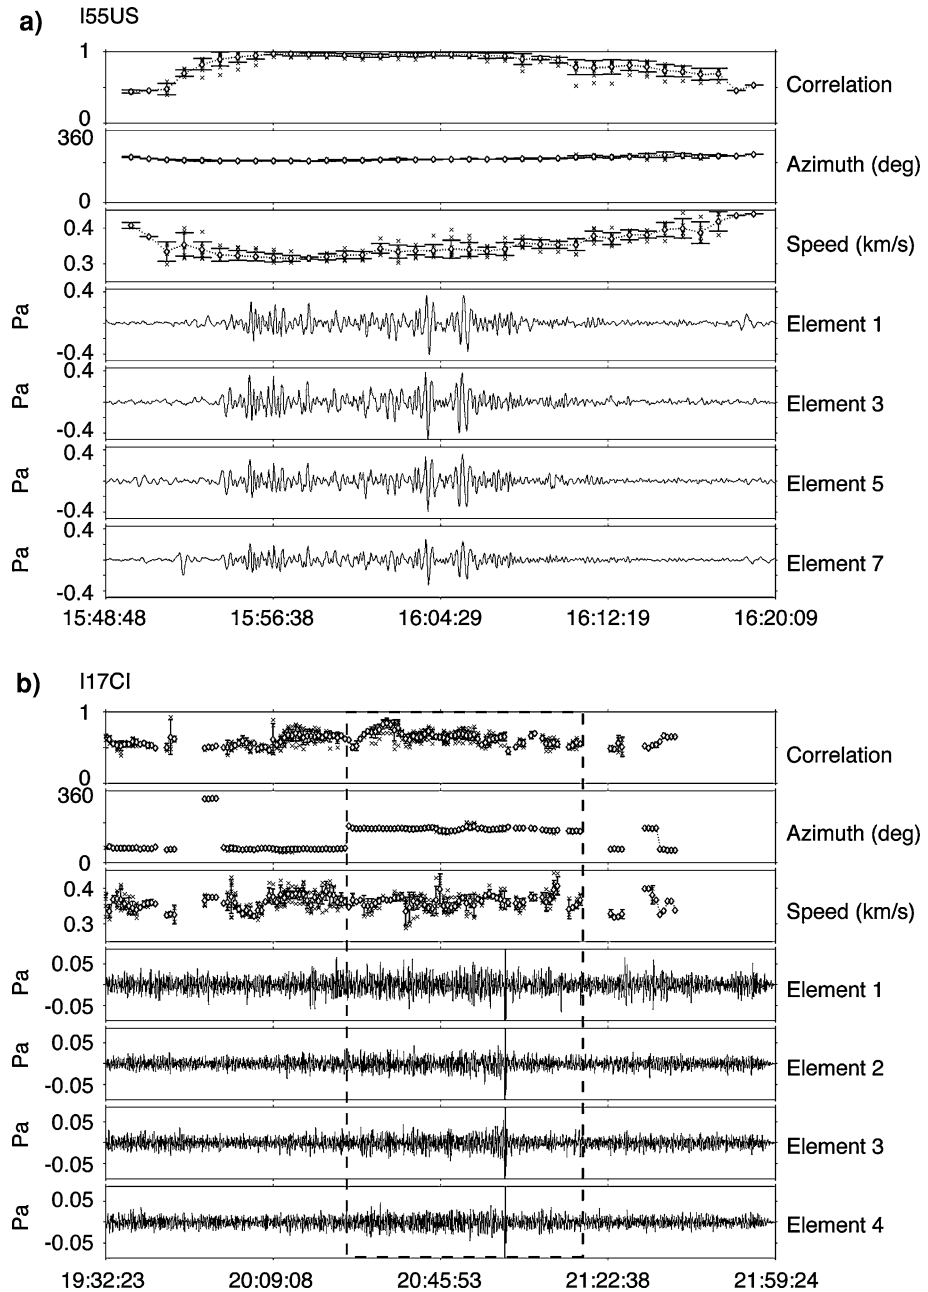 a) I55US
1
Correlation
0
360
Azimuth (deg)
0
0.4
Speed (km/s)
0.3
0.4
Pa
Element 1
-0.4
0.4
Pa
Element 3
-0.4
0.4
Pa
Element 5
-0.4
0.4
Pa
Element 7
-0.4
15:48:48 15:56:38 16:04:29 16:12:19 16:20:09
b) I17CI
1
Correlation
0
360
Azimuth (deg)
0
0.4
Speed (km/s)
0.3
0.05
Pa
Element 1
-0.05
0.05
Pa
Element 2
-0.05
0.05
Pa
Element 3
-0.05
0.05
Pa
Element 4
-0.05
19:32:23 20:09:08 20:45:53 21:22:38 21:59:24